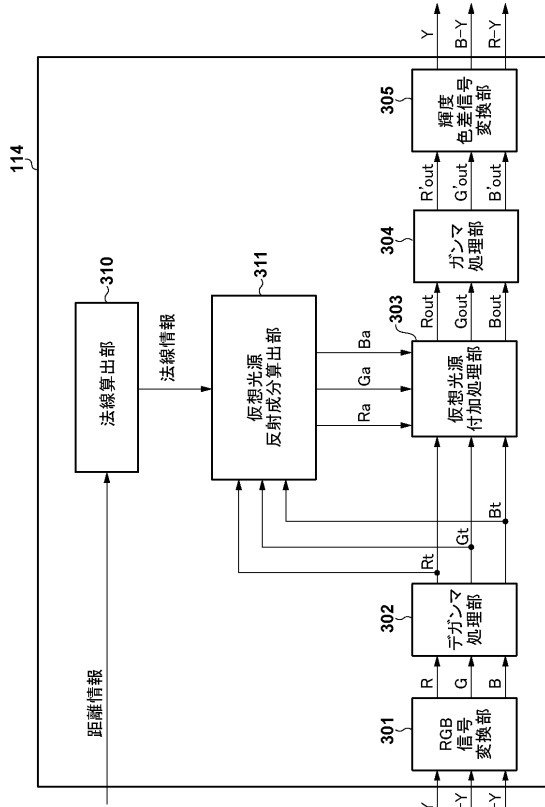 114
距離情報
310
法線算出部
法線情報
311
仮想光源
反射成分算出部
Ra
Ga
Ba
Y
-Y
-Y
301
RGB
信号
変換部
R
G
B
302
デガンマ
処理部
Rt
Gt
Bt
303
仮想光源
付加処理部
Rout
Gout
Bout
304
ガンマ
処理部
R'out
G'out
B'out
305
輝度
色差信号
変換部
Y
B-Y
R-Y